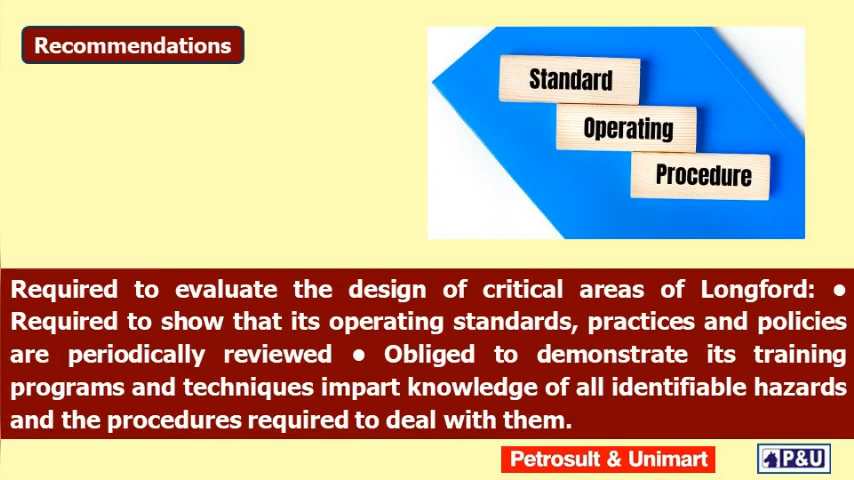 Recommendations
Standard
Operating
Procedure
Required to evaluate the design of critical areas of Longford: ●
Required to show that its operating standards, practices and policies
are periodically reviewed ● Obliged to demonstrate its training
programs and techniques impart knowledge of all identifiable hazards
and the procedures required to deal with them.
Petrosult & Unimart
P&U